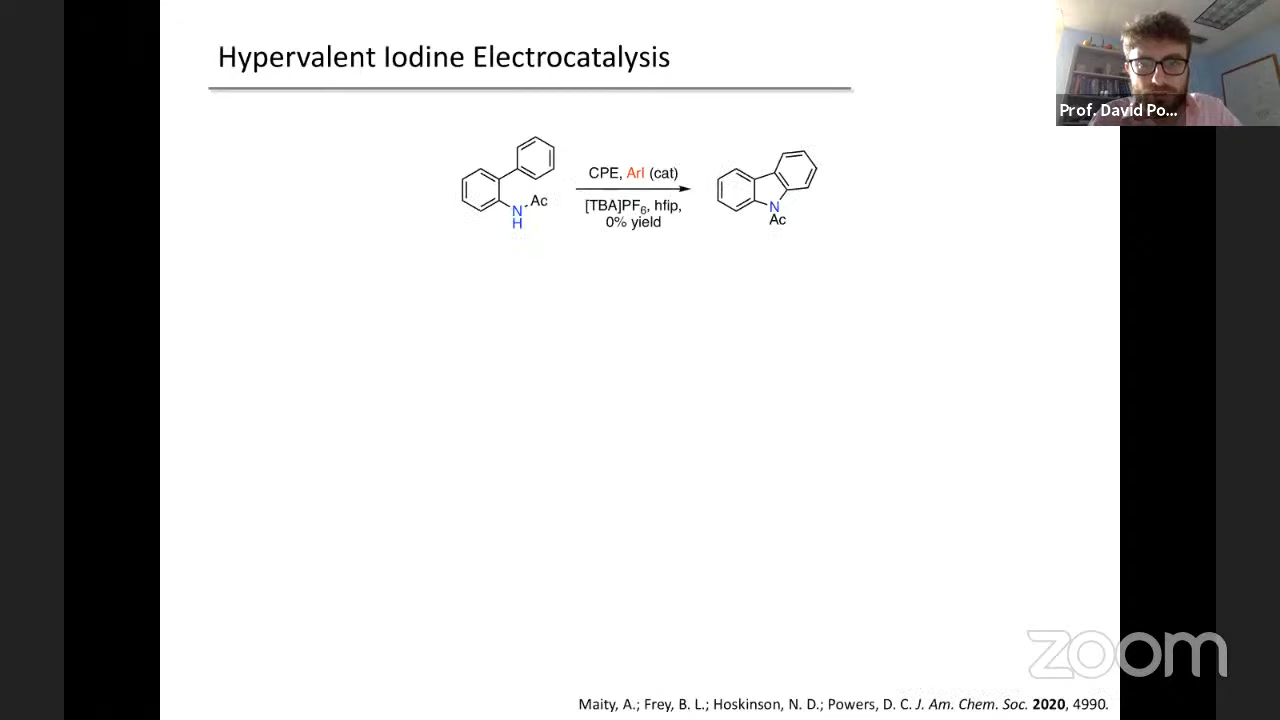 Hypervalent Iodine Electrocatalysis
Prof. David Po...
CPE, ArI (cat)
[TBA]PF6, hfip,
0% yield
Ac
N
H
N
Ac
zoom
Maity, A.; Frey, B. L.; Hoskinson, N. D.; Powers, D. C. J. Am. Chem. Soc. 2020, 4990.